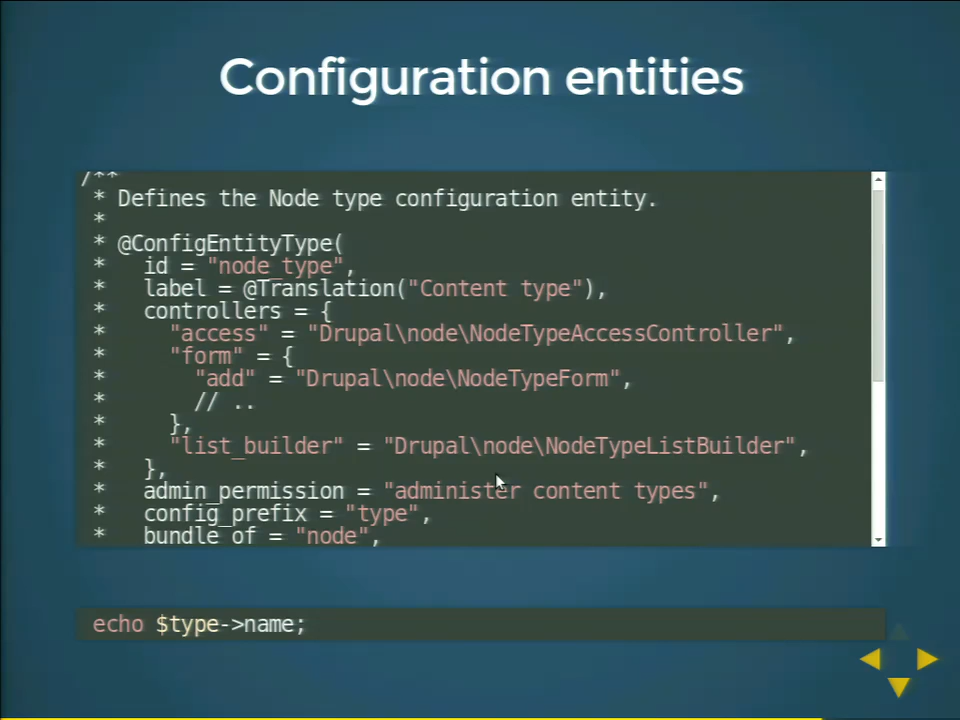 Configuration entities
/**
 * Defines the Node type configuration entity.
 *
 * @ConfigEntityType(
 *   id = "node_type",
 *   label = @Translation("Content type"),
 *   controllers = {
 *     "access" = "Drupal\node\NodeTypeAccessController",
 *     "form" = {
 *       "add" = "Drupal\node\NodeTypeForm",
 *       // ..
 *     },
 *     "list_builder" = "Drupal\node\NodeTypeListBuilder",
 *   },
 *   admin_permission = "administer content types",
 *   config_prefix = "type",
 *   bundle_of = "node",
echo $type->name;